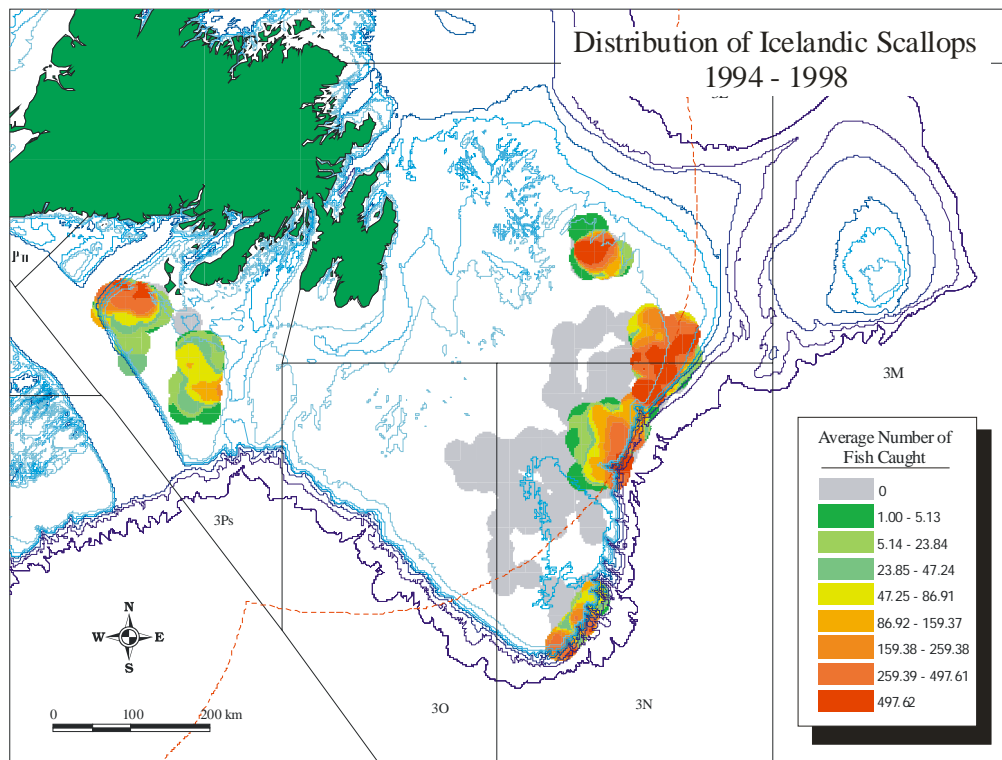 Distribution of Icelandic Scallops
1994 - 1998
3M
Average Number of
Fish Caught
0
1.00 - 5.13
5.14 - 23.84
23.85 - 47.24
47.25 - 86.91
86.92 - 159.37
159.38 - 259.38
259.39 - 497.61
497.62
3Ps
N
W E
S
0 100 200 km
3O
3N